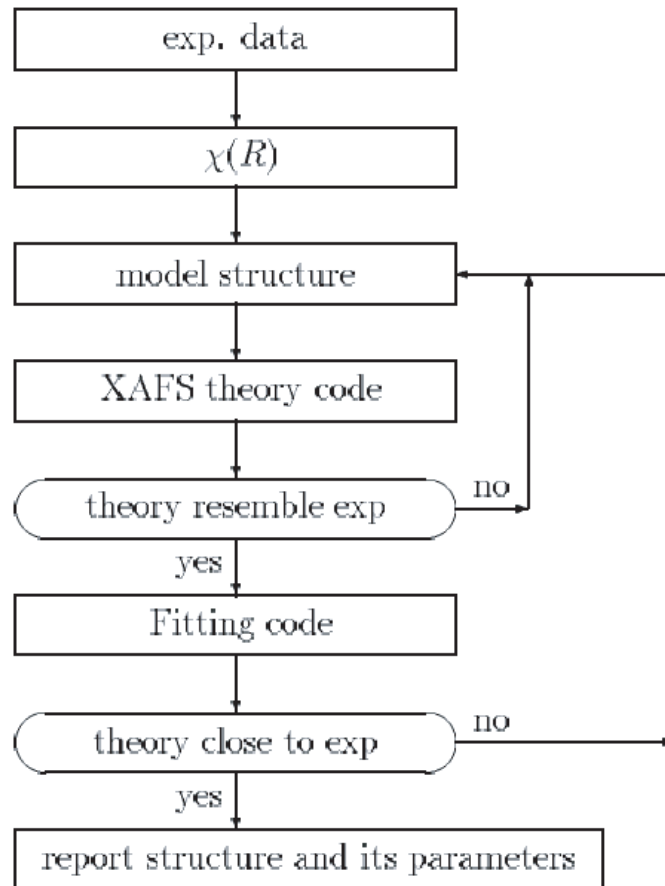 exp. data
χ(R)
model structure
XAFS theory code
theory resemble exp
no
yes
Fitting code
theory close to exp
no
yes
report structure and its parameters